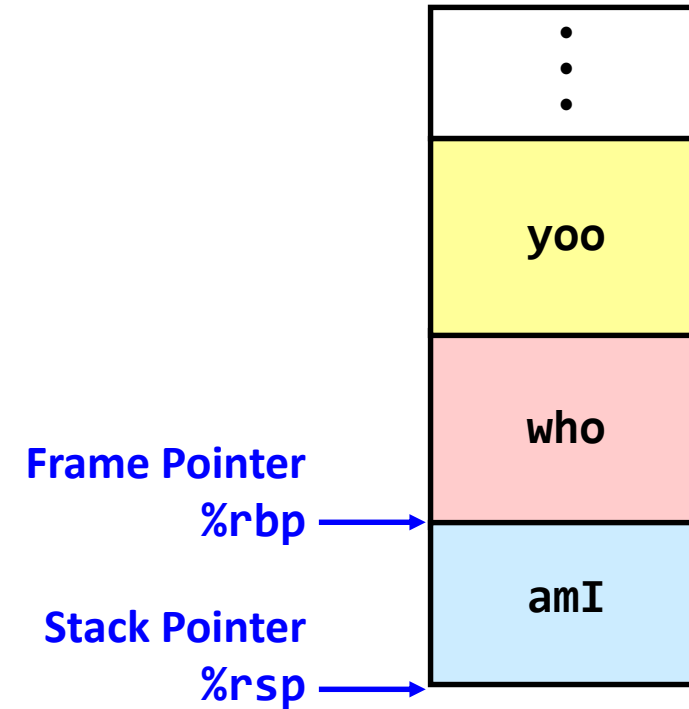 yoo
who
Frame Pointer
%rbp
amI
Stack Pointer
%rsp